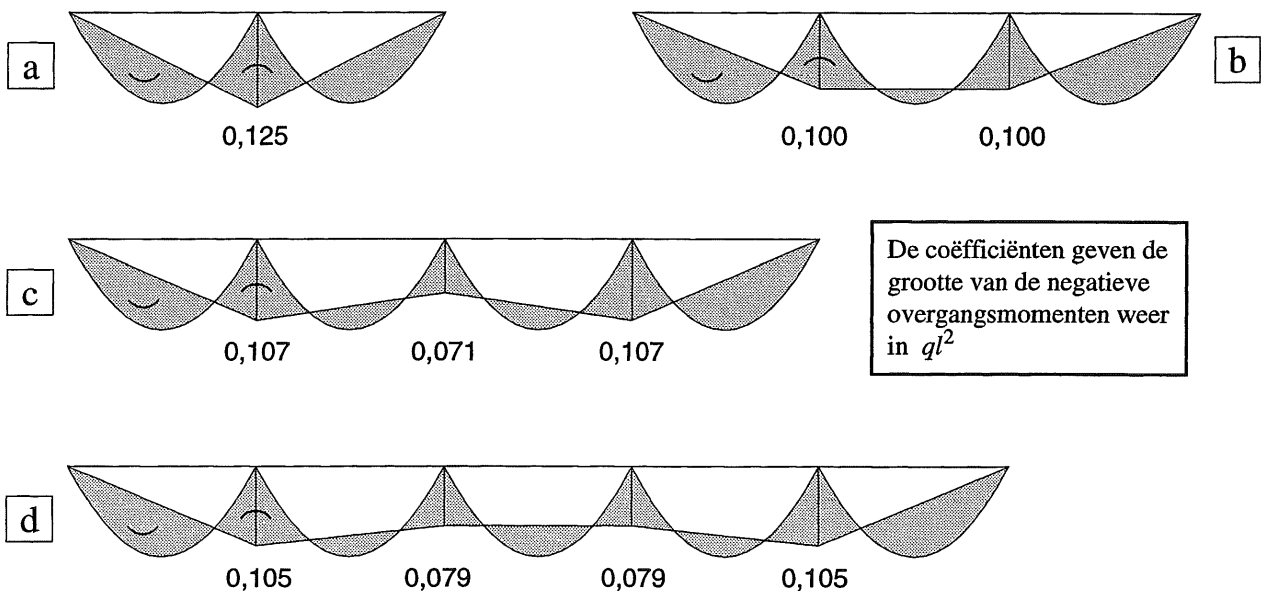 a
0,125
b
0,100 0,100
c
0,107 0,071 0,107
De coëfficiënten geven de
grootte van de negatieve
overgangsmomenten weer
in ql²
d
0,105 0,079 0,079 0,105